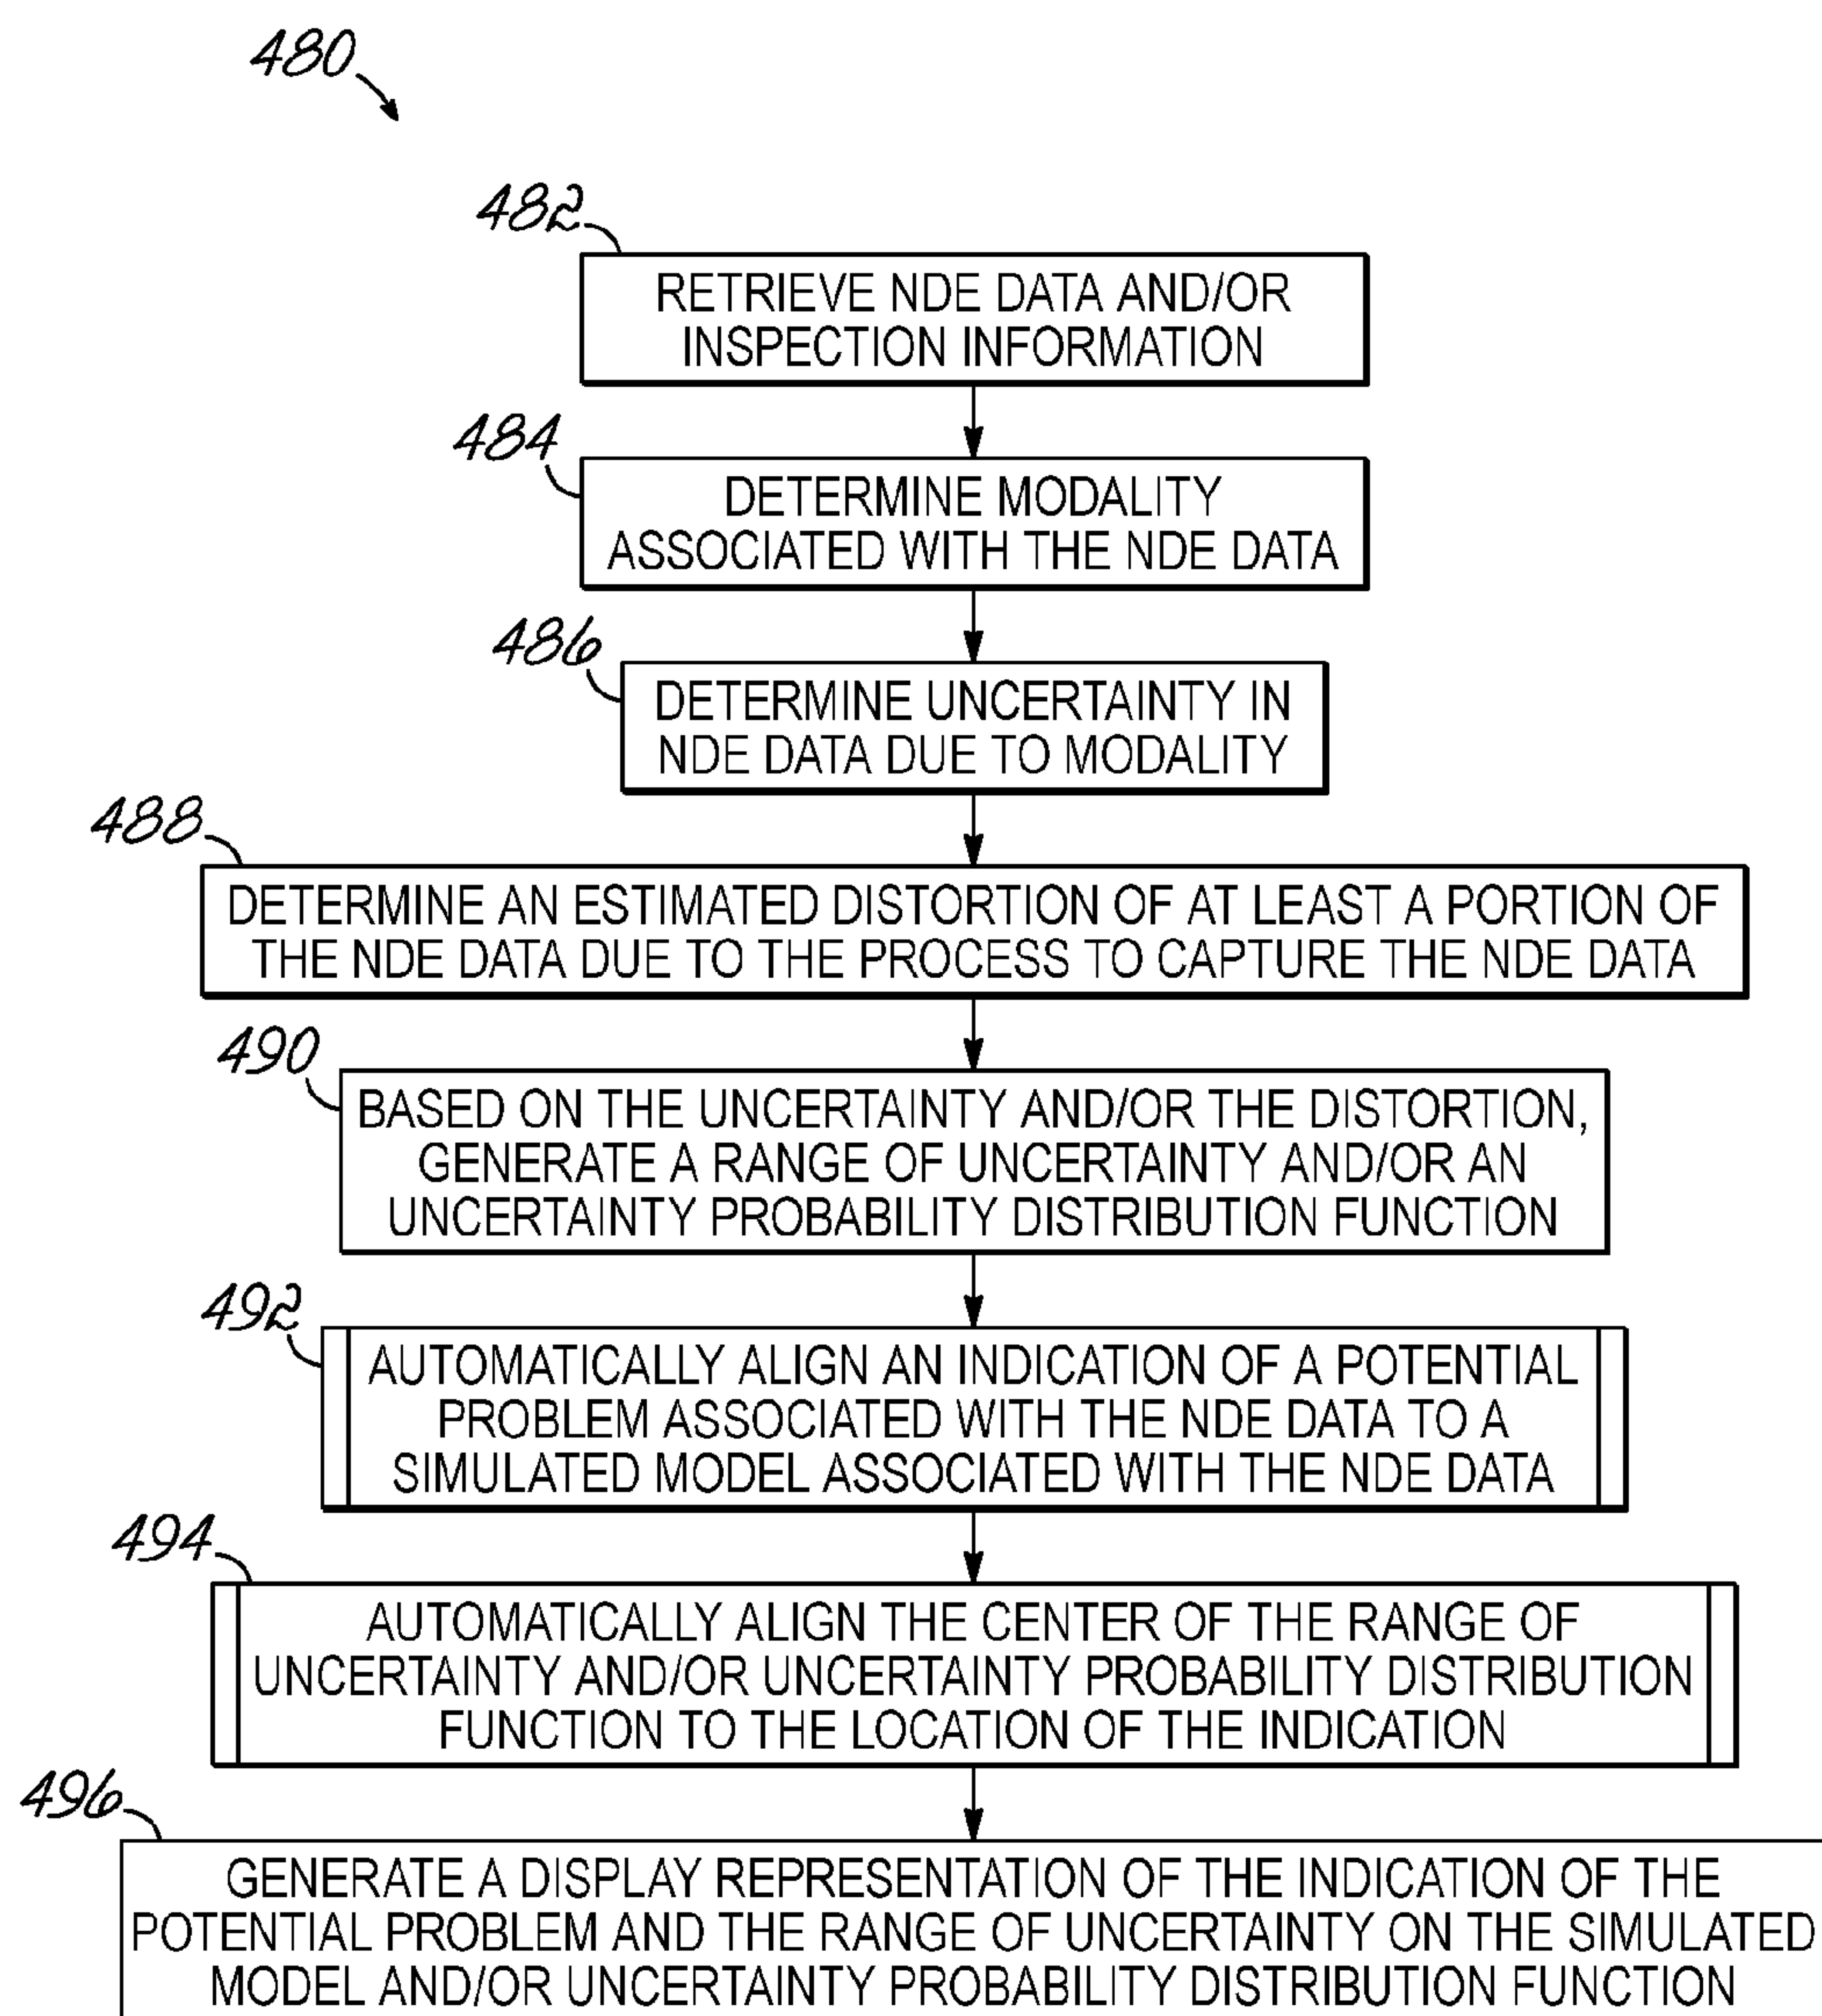 480
482
RETRIEVE NDE DATA AND/OR
INSPECTION INFORMATION
484
DETERMINE MODALITY
ASSOCIATED WITH THE NDE DATA
486
DETERMINE UNCERTAINTY IN
NDE DATA DUE TO MODALITY
488
DETERMINE AN ESTIMATED DISTORTION OF AT LEAST A PORTION OF
THE NDE DATA DUE TO THE PROCESS TO CAPTURE THE NDE DATA
490
BASED ON THE UNCERTAINTY AND/OR THE DISTORTION,
GENERATE A RANGE OF UNCERTAINTY AND/OR AN
UNCERTAINTY PROBABILITY DISTRIBUTION FUNCTION
492
AUTOMATICALLY ALIGN AN INDICATION OF A POTENTIAL
PROBLEM ASSOCIATED WITH THE NDE DATA TO A
SIMULATED MODEL ASSOCIATED WITH THE NDE DATA
494
AUTOMATICALLY ALIGN THE CENTER OF THE RANGE OF
UNCERTAINTY AND/OR UNCERTAINTY PROBABILITY DISTRIBUTION
FUNCTION TO THE LOCATION OF THE INDICATION
496
GENERATE A DISPLAY REPRESENTATION OF THE INDICATION OF THE
POTENTIAL PROBLEM AND THE RANGE OF UNCERTAINTY ON THE SIMULATED
MODEL AND/OR UNCERTAINTY PROBABILITY DISTRIBUTION FUNCTION